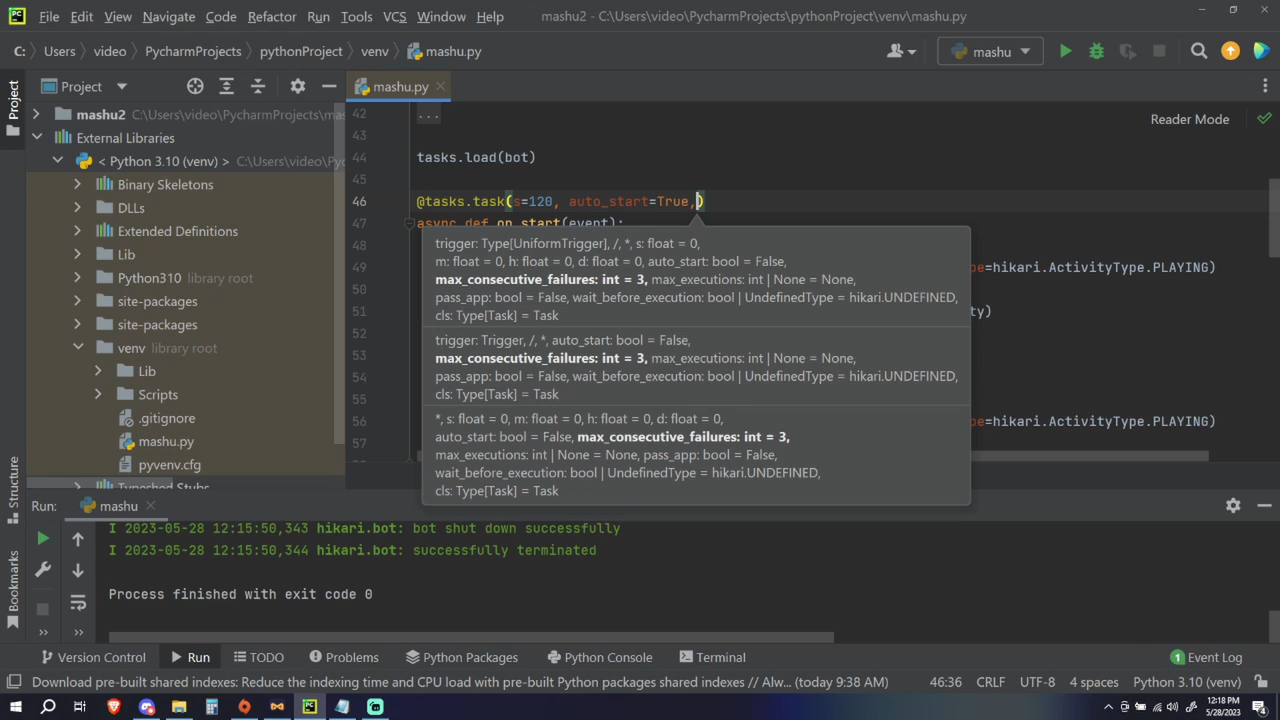 File Edit View Navigate Code Refactor Run Tools VCS Window Help mashu2 - C:\Users\video\PycharmProjects\pythonProject\venv\mashu.py
C: Users video PycharmProjects pythonProject venv mashu.py mashu
Project Project mashu.py
mashu2 C:\Users\video\PycharmProjects\mas
External Libraries
< Python 3.10 (venv) > C:\Users\video\Py
Binary Skeletons
DLLs
Extended Definitions
Lib
Python310 library root
site-packages
site-packages
venv library root
Lib
Scripts
.gitignore
mashu.py
pyvenv.cfg
Typeshed Stubs
Reader Mode
42 ...
43
44 tasks.load(bot)
45
46 @tasks.task(s=120, auto_start=True,)
47 async def on_start(event):
48
49 =hikari.ActivityType.PLAYING)
50
51 ty)
52
53
54
55
56 =hikari.ActivityType.PLAYING)
57
trigger: Type[UniformTrigger], /, *, s: float = 0,
m: float = 0, h: float = 0, d: float = 0, auto_start: bool = False,
max_consecutive_failures: int = 3, max_executions: int | None = None,
pass_app: bool = False, wait_before_execution: bool | UndefinedType = hikari.UNDEFINED,
cls: Type[Task] = Task
trigger: Trigger, /, *, auto_start: bool = False,
max_consecutive_failures: int = 3, max_executions: int | None = None,
pass_app: bool = False, wait_before_execution: bool | UndefinedType = hikari.UNDEFINED,
cls: Type[Task] = Task
*, s: float = 0, m: float = 0, h: float = 0, d: float = 0,
auto_start: bool = False, max_consecutive_failures: int = 3,
max_executions: int | None = None, pass_app: bool = False,
wait_before_execution: bool | UndefinedType = hikari.UNDEFINED,
cls: Type[Task] = Task
Structure
Bookmarks
Run: mashu
I 2023-05-28 12:15:50,343 hikari.bot: bot shut down successfully
I 2023-05-28 12:15:50,344 hikari.bot: successfully terminated
Process finished with exit code 0
Version Control Run TODO Problems Python Packages Python Console Terminal 1 Event Log
Download pre-built shared indexes: Reduce the indexing time and CPU load with pre-built Python packages shared indexes // Alw... (today 9:38 AM) 46:36 CRLF UTF-8 4 spaces Python 3.10 (venv)
12:18 PM
5/28/2023
4